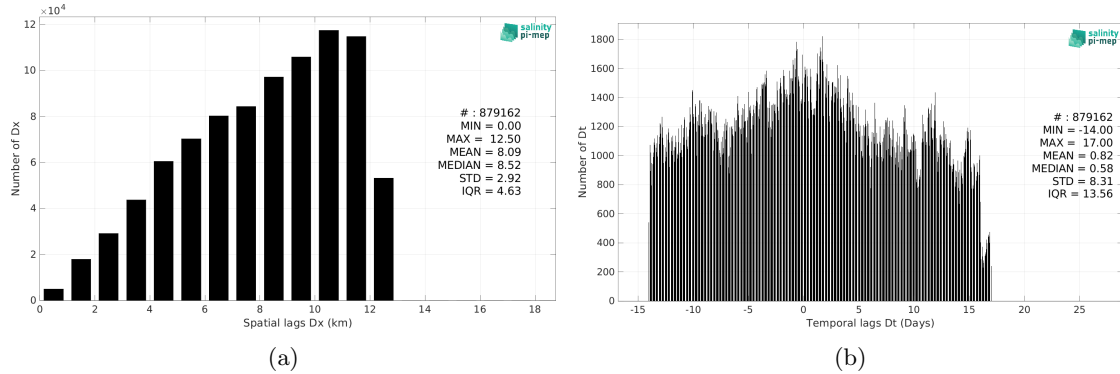 ×10⁴
12
10
8
6
4
2
0
Number of Dx
0 2 4 6 8 10 12 14 16 18
Spatial lags Dx (km)
salinity
pi-mep
# : 879162
MIN = 0.00
MAX = 12.50
MEAN = 8.09
MEDIAN = 8.52
STD = 2.92
IQR = 4.63
(a)
1800
1600
1400
1200
1000
800
600
400
200
0
Number of Dt
-15 -10 -5 0 5 10 15 20 25
Temporal lags Dt (Days)
salinity
pi-mep
# : 879162
MIN = -14.00
MAX = 17.00
MEAN = 0.82
MEDIAN = 0.58
STD = 8.31
IQR = 13.56
(b)